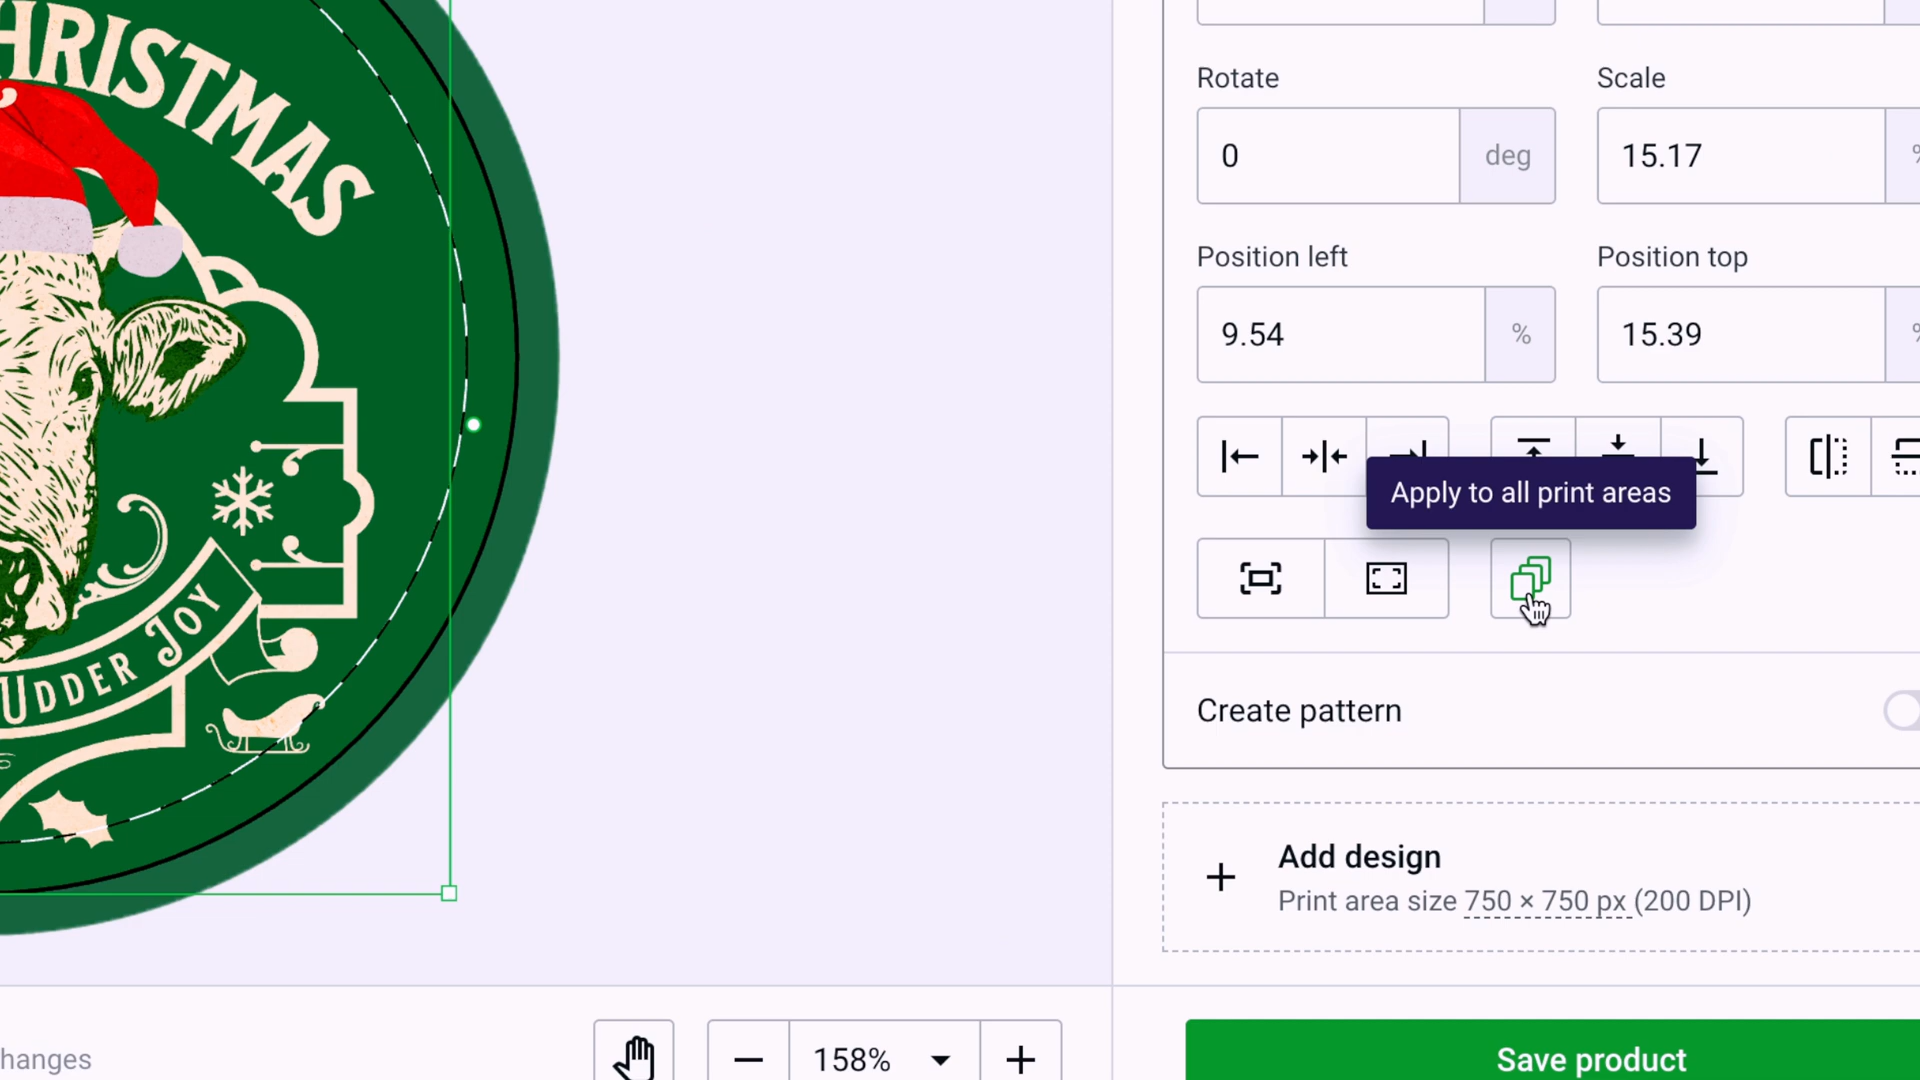 HRISTMAS
UDDER JOY
Rotate
Scale
0
deg
15.17
Position left
Position top
9.54
%
15.39
Apply to all print areas
Create pattern
Add design
Print area size 750 × 750 px (200 DPI)
hanges
158%
Save product